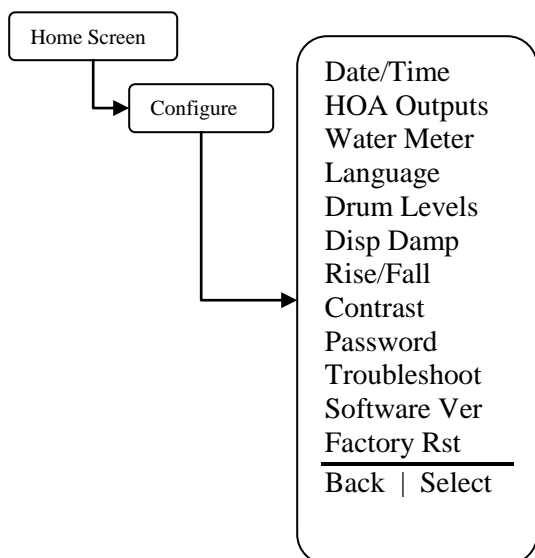 Home Screen
Configure
Date/Time
HOA Outputs
Water Meter
Language
Drum Levels
Disp Damp
Rise/Fall
Contrast
Password
Troubleshoot
Software Ver
Factory Rst
Back | Select